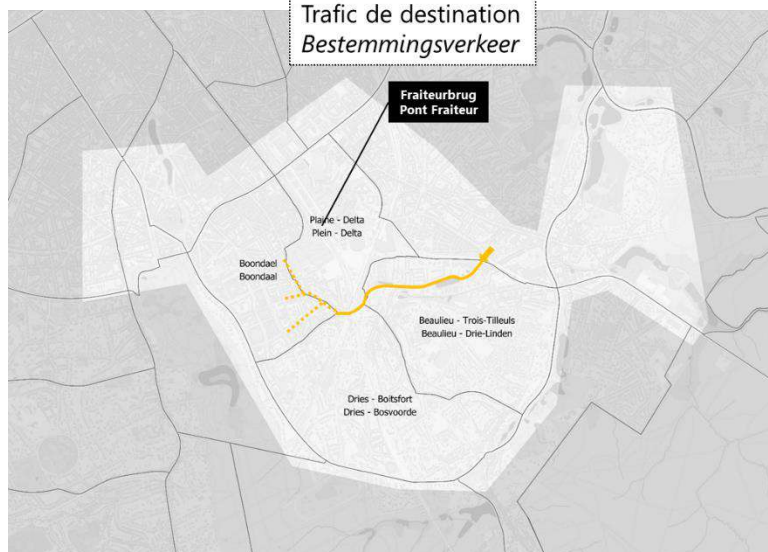 Trafic de destination
Bestemmingsverkeer
Fraiteurbrug
Pont Fraiteur
Plaine - Delta
Plein - Delta
Boondael
Boondaal
Beaulieu - Trois-Tilleuls
Beaulieu - Drie-Linden
Dries - Boitsfort
Dries - Bosvoorde